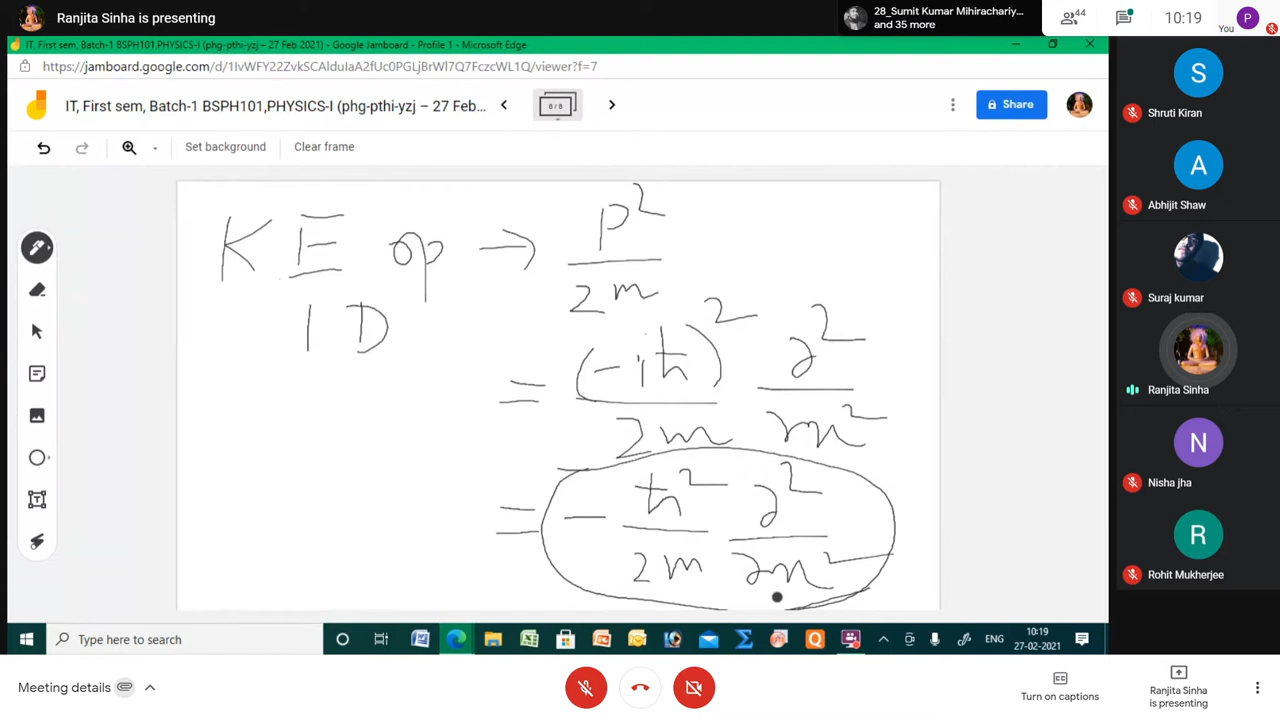 Ranjita Sinha is presenting
28_Sumit Kumar Mihirachariy...
and 35 more
44
10:19
You
P
IT, First sem, Batch-1 BSPH101,PHYSICS-I (phg-pthi-yzj – 27 Feb 2021) - Google Jamboard - Profile 1 - Microsoft Edge
https://jamboard.google.com/d/1IvWFY22ZvkSCAlduIaA2fUc0PGLjBrWl7Q7FczcWL1Q/viewer?f=7
IT, First sem, Batch-1 BSPH101,PHYSICS-I (phg-pthi-yzj – 27 Feb...
8 / 8
Share
Set background
Clear frame
KE op → P²/2m
1D
= (-iħ)²/2m ∂²/∂x²
= - ħ²/2m ∂²/∂x²
S
Shruti Kiran
A
Abhijit Shaw
Suraj kumar
Ranjita Sinha
N
Nisha jha
R
Rohit Mukherjee
Type here to search
ENG
10:19
27-02-2021
Meeting details
Turn on captions
Ranjita Sinha
is presenting